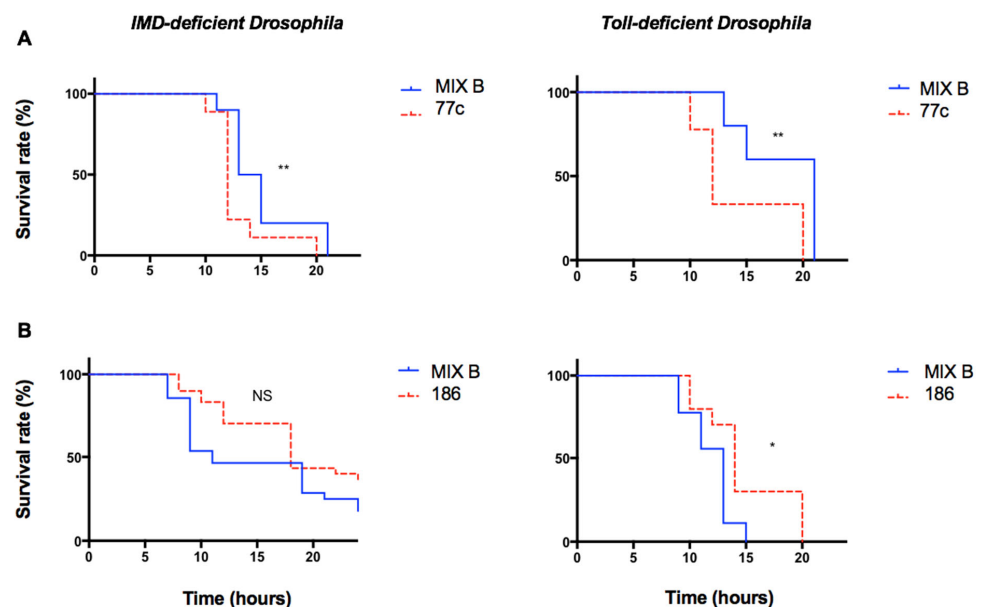 IMD-deficient Drosophila
Toll-deficient Drosophila
A
Survival rate (%)
100
50
0
0 5 10 15 20
MIX B
77c
**
100
50
0
0 5 10 15 20
MIX B
77c
**
B
Survival rate (%)
100
50
0
0 5 10 15 20
Time (hours)
MIX B
186
NS
100
50
0
0 5 10 15 20
Time (hours)
MIX B
186
*